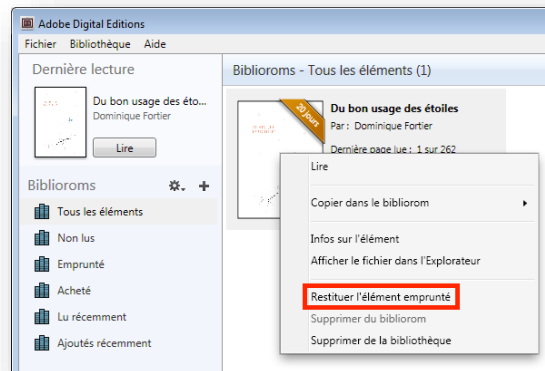 Adobe Digital Editions
Fichier Bibliothèque Aide
Dernière lecture
Du bon usage des éto...
Dominique Fortier
Lire
Biblioroms
Tous les éléments
Non lus
Emprunté
Acheté
Lu récemment
Ajoutés récemment
Biblioroms - Tous les éléments (1)
20 jours
Du bon usage des étoiles
Par : Dominique Fortier
Dernière page lue : 1 sur 262
Lire
Copier dans le bibliorom
Infos sur l'élément
Afficher le fichier dans l'Explorateur
Restituer l'élément emprunté
Supprimer du bibliorom
Supprimer de la bibliothèque